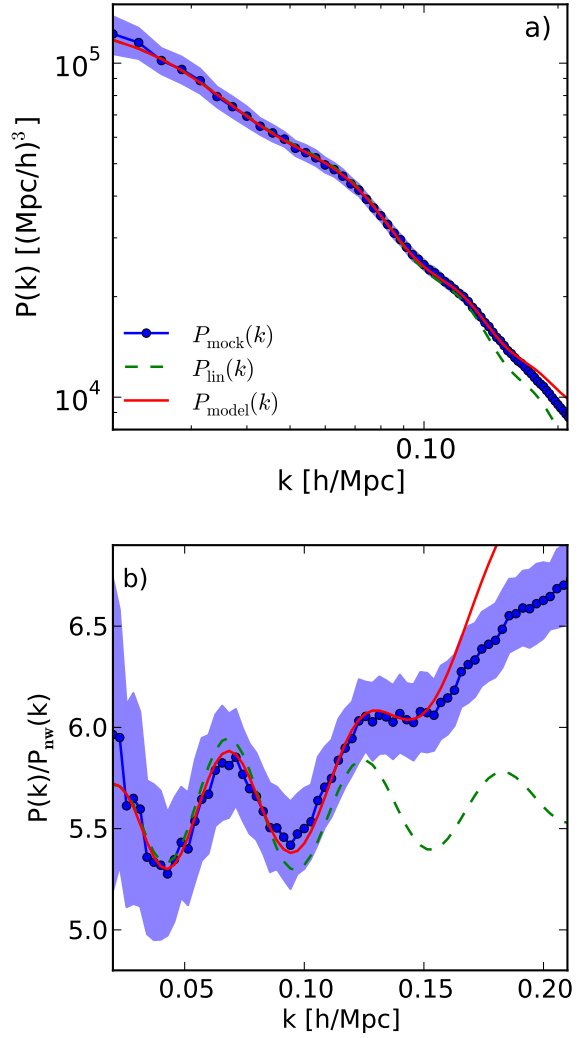 a)
10^5
P(k) [(Mpc/h)^3]
P_mock(k)
P_lin(k)
P_model(k)
10^4
0.10
k [h/Mpc]
b)
6.5
6.0
5.5
5.0
P(k)/P_nw(k)
0.05 0.10 0.15 0.20
k [h/Mpc]